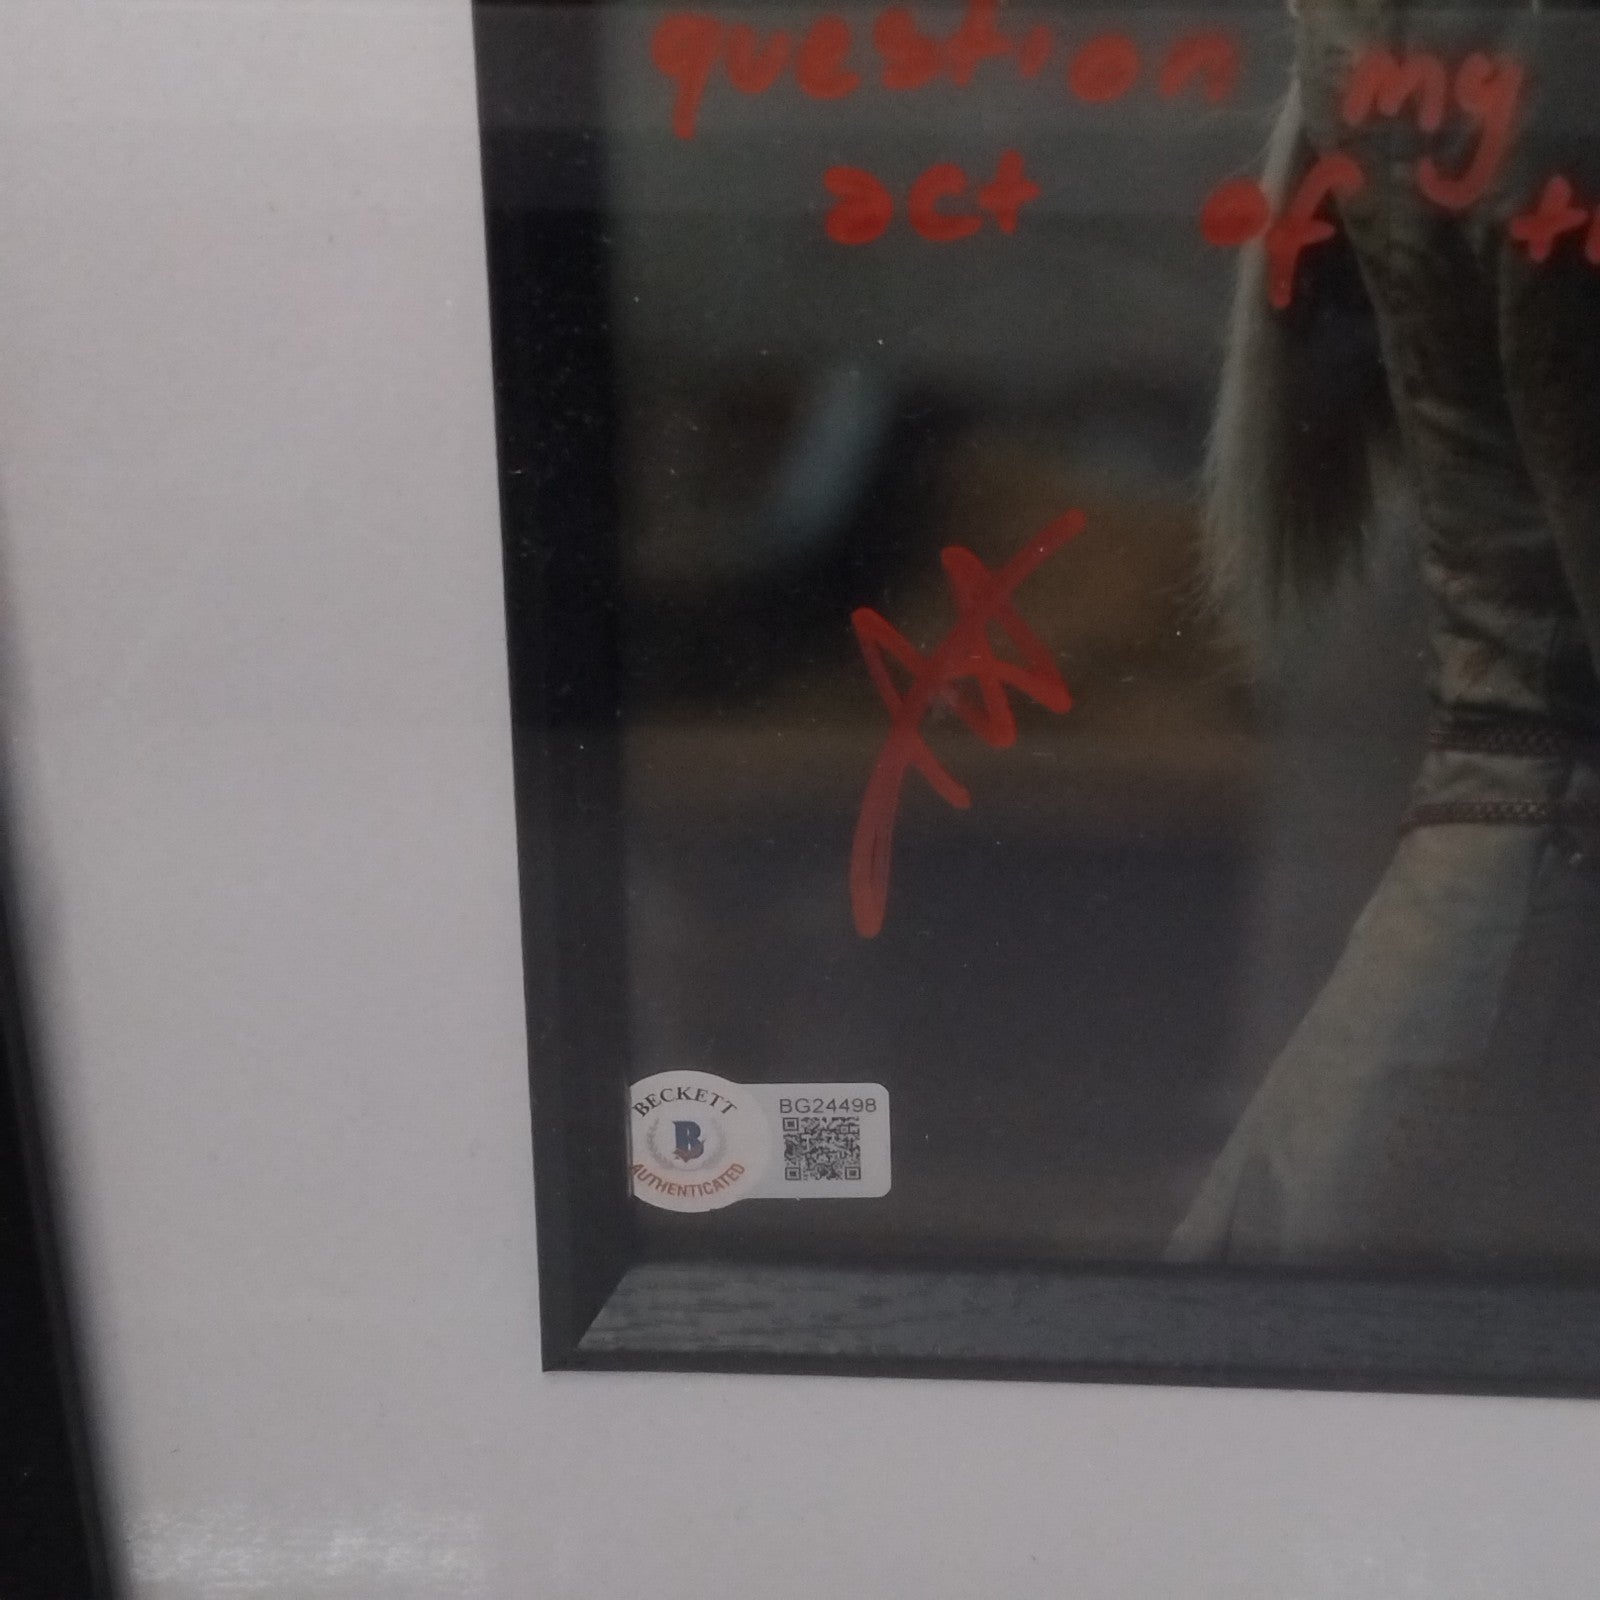 question my
act of
BECKETT
B
AUTHENTICATED
BG24498